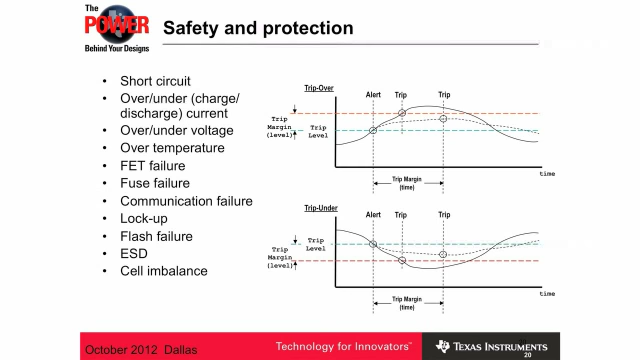 The
POWER
Behind Your Designs
Safety and protection
• Short circuit
• Over/under (charge/
discharge) current
• Over/under voltage
• Over temperature
• FET failure
• Fuse failure
• Communication failure
• Lock-up
• Flash failure
• ESD
• Cell imbalance
Trip-Over
Alert
Trip
Trip
Trip
Margin
(level)
Trip
Level
Trip Margin
(time)
time
Trip-Under
Alert
Trip
Trip
Trip
Level
Trip
Margin
(level)
Trip Margin
(time)
time
October 2012 Dallas
Technology for Innovators™
TEXAS INSTRUMENTS
20